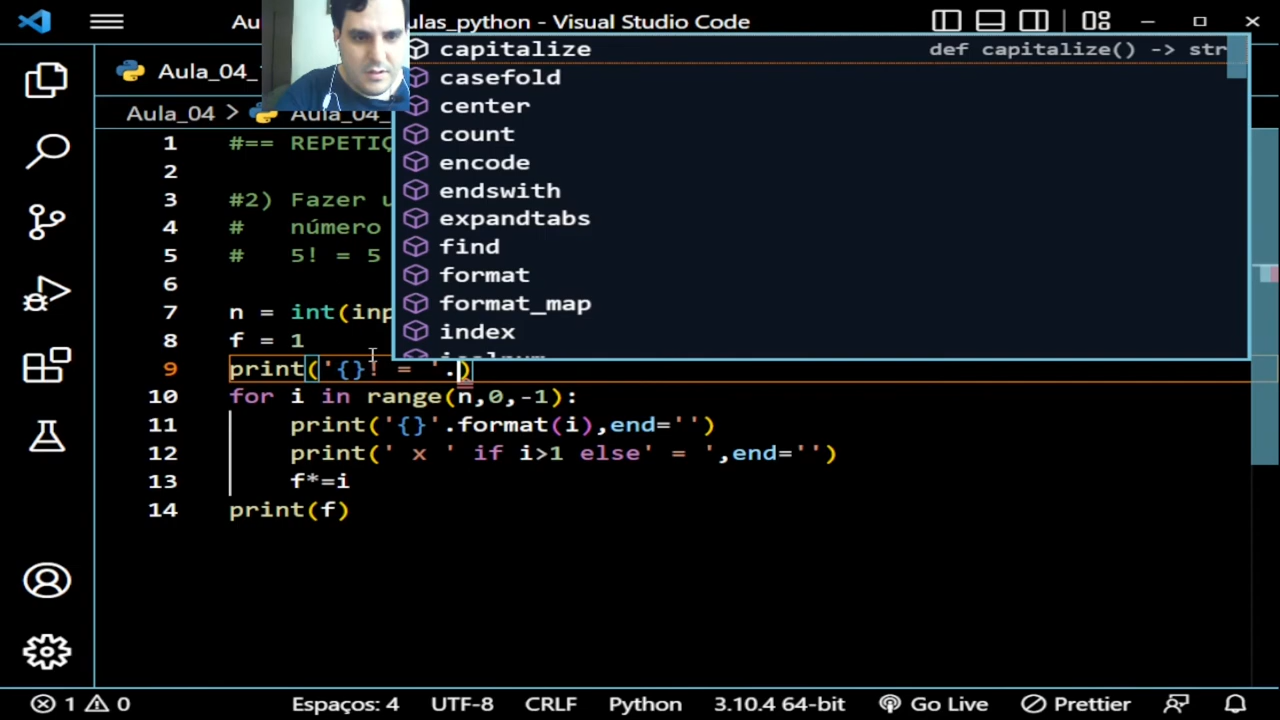 Au
ulas_python - Visual Studio Code
Aula_04_
Aula_04 > Aula_04_
capitalize def capitalize() -> str
casefold
center
count
encode
endswith
expandtabs
find
format
format_map
index
1 #== REPETIÇ
2
3 #2) Fazer u
4 # número
5 # 5! = 5
6
7 n = int(inp
8 f = 1
9 print('{}! = '.)
10 for i in range(n,0,-1):
11 print('{}'.format(i),end='')
12 print(' x ' if i>1 else' = ',end='')
13 f*=i
14 print(f)
1 0 Espaços: 4 UTF-8 CRLF Python 3.10.4 64-bit Go Live Prettier